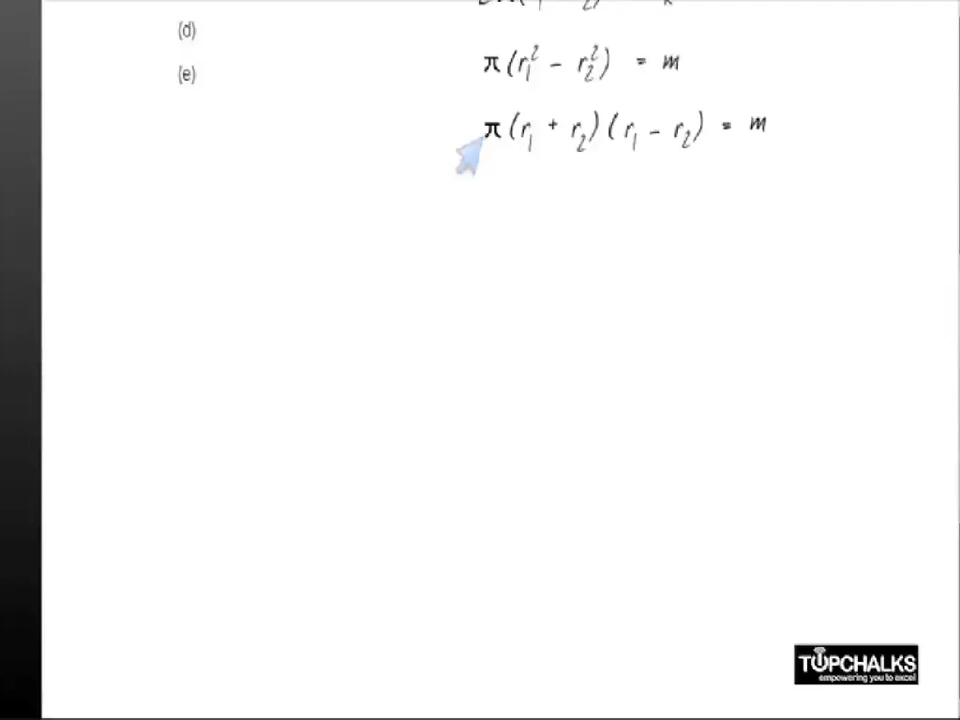 (d)
π(r₁² − r₂²) = m
(e)
π(r₁ + r₂)(r₁ − r₂) = m
TOPCHALKS
empowering you to excel